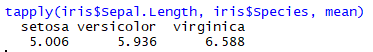 tapply(iris$Sepal.Length, iris$Species, mean)
    setosa versicolor  virginica
     5.006      5.936      6.588